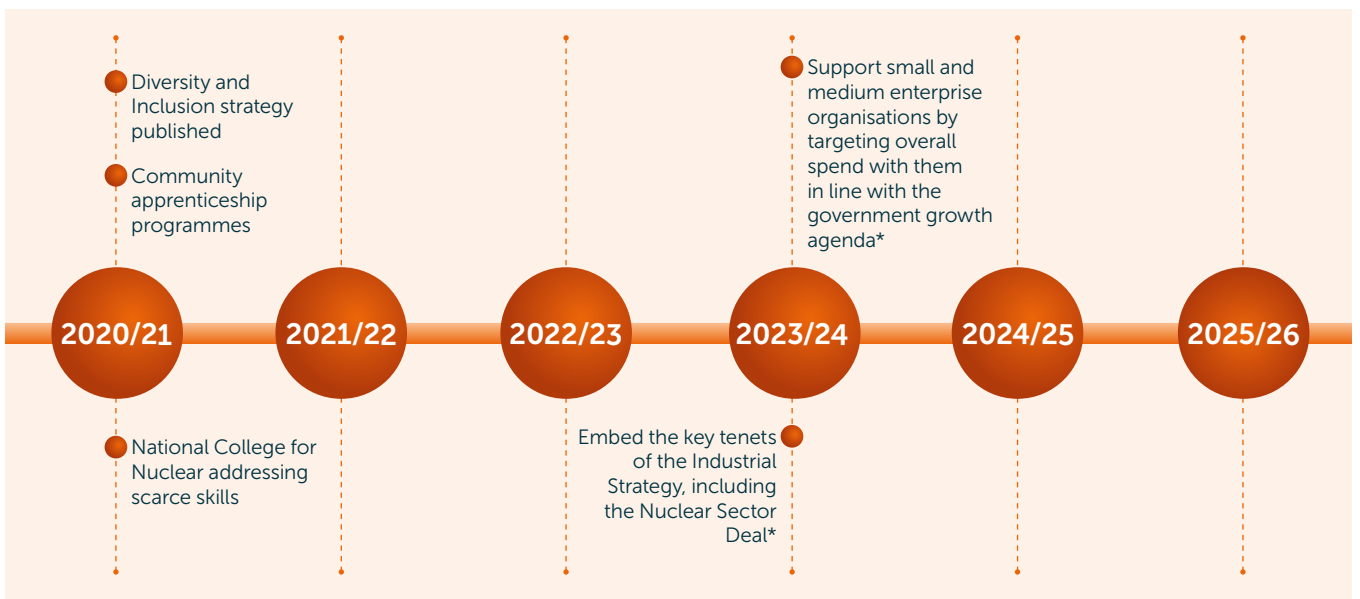 Diversity and
Inclusion strategy
published
Community
apprenticeship
programmes
Support small and
medium enterprise
organisations by
targeting overall
spend with them
in line with the
government growth
agenda*
2020/21
2021/22
2022/23
2023/24
2024/25
2025/26
National College for
Nuclear addressing
scarce skills
Embed the key tenets
of the Industrial
Strategy, including
the Nuclear Sector
Deal*